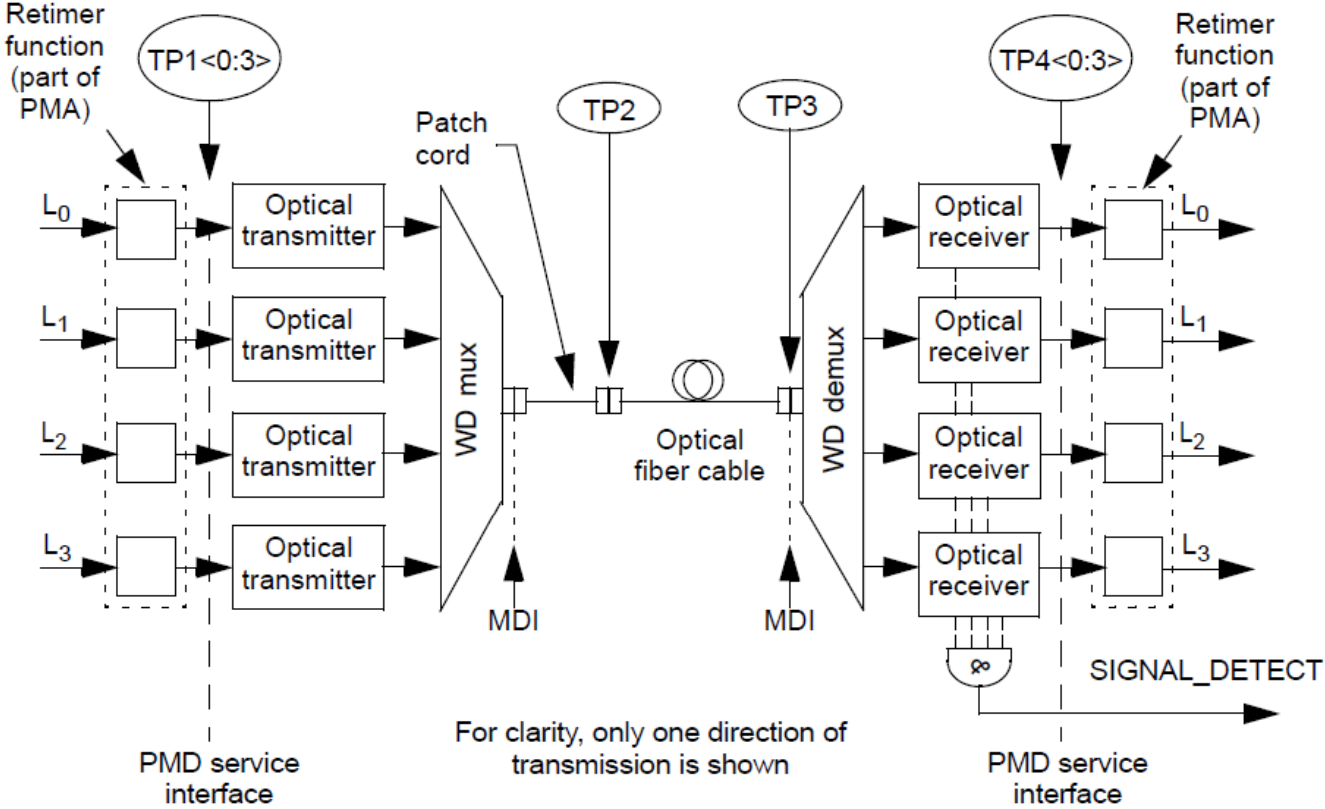 Retimer
function
(part of
PMA)
TP1<0:3>
Patch
cord
TP2
TP3
TP4<0:3>
Retimer
function
(part of
PMA)
L0
Optical
transmitter
Optical
receiver
L0
L1
Optical
transmitter
Optical
receiver
L1
L2
Optical
transmitter
Optical
receiver
L2
L3
Optical
transmitter
Optical
receiver
L3
WD mux
Optical
fiber cable
WD demux
MDI
MDI
&
SIGNAL_DETECT
For clarity, only one direction of
transmission is shown
PMD service
interface
PMD service
interface